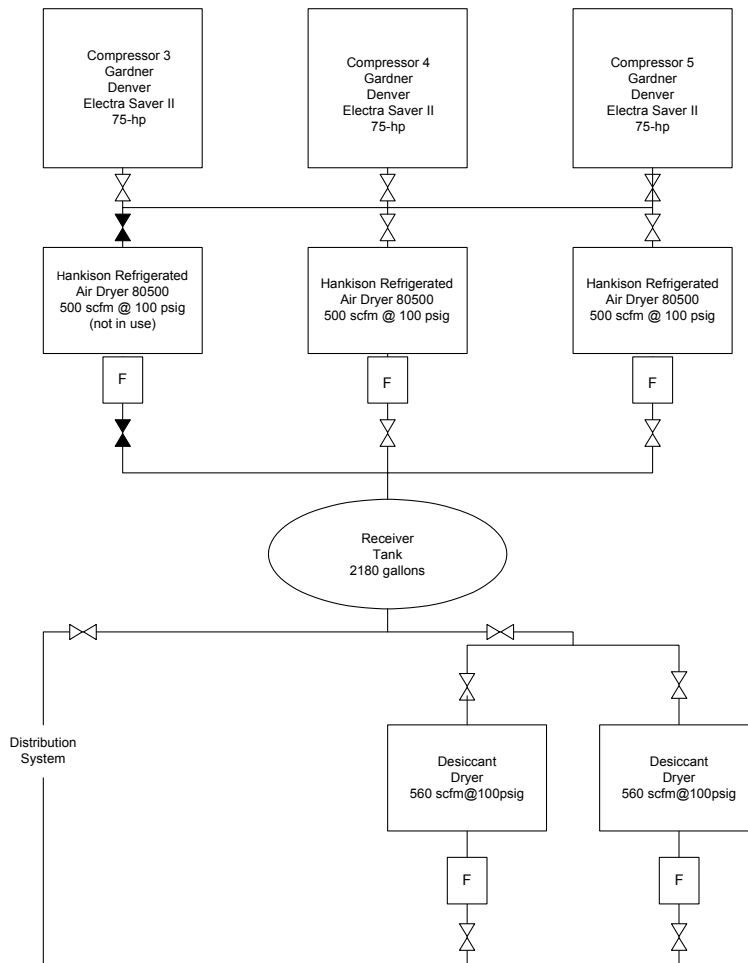 Compressor 3
Gardner
Denver
Electra Saver II
75-hp
Compressor 4
Gardner
Denver
Electra Saver II
75-hp
Compressor 5
Gardner
Denver
Electra Saver II
75-hp
Hankison Refrigerated
Air Dryer 80500
500 scfm @ 100 psig
(not in use)
Hankison Refrigerated
Air Dryer 80500
500 scfm @ 100 psig
Hankison Refrigerated
Air Dryer 80500
500 scfm @ 100 psig
F
F
F
Receiver
Tank
2180 gallons
Distribution
System
Desiccant
Dryer
560 scfm@100psig
Desiccant
Dryer
560 scfm@100psig
F
F